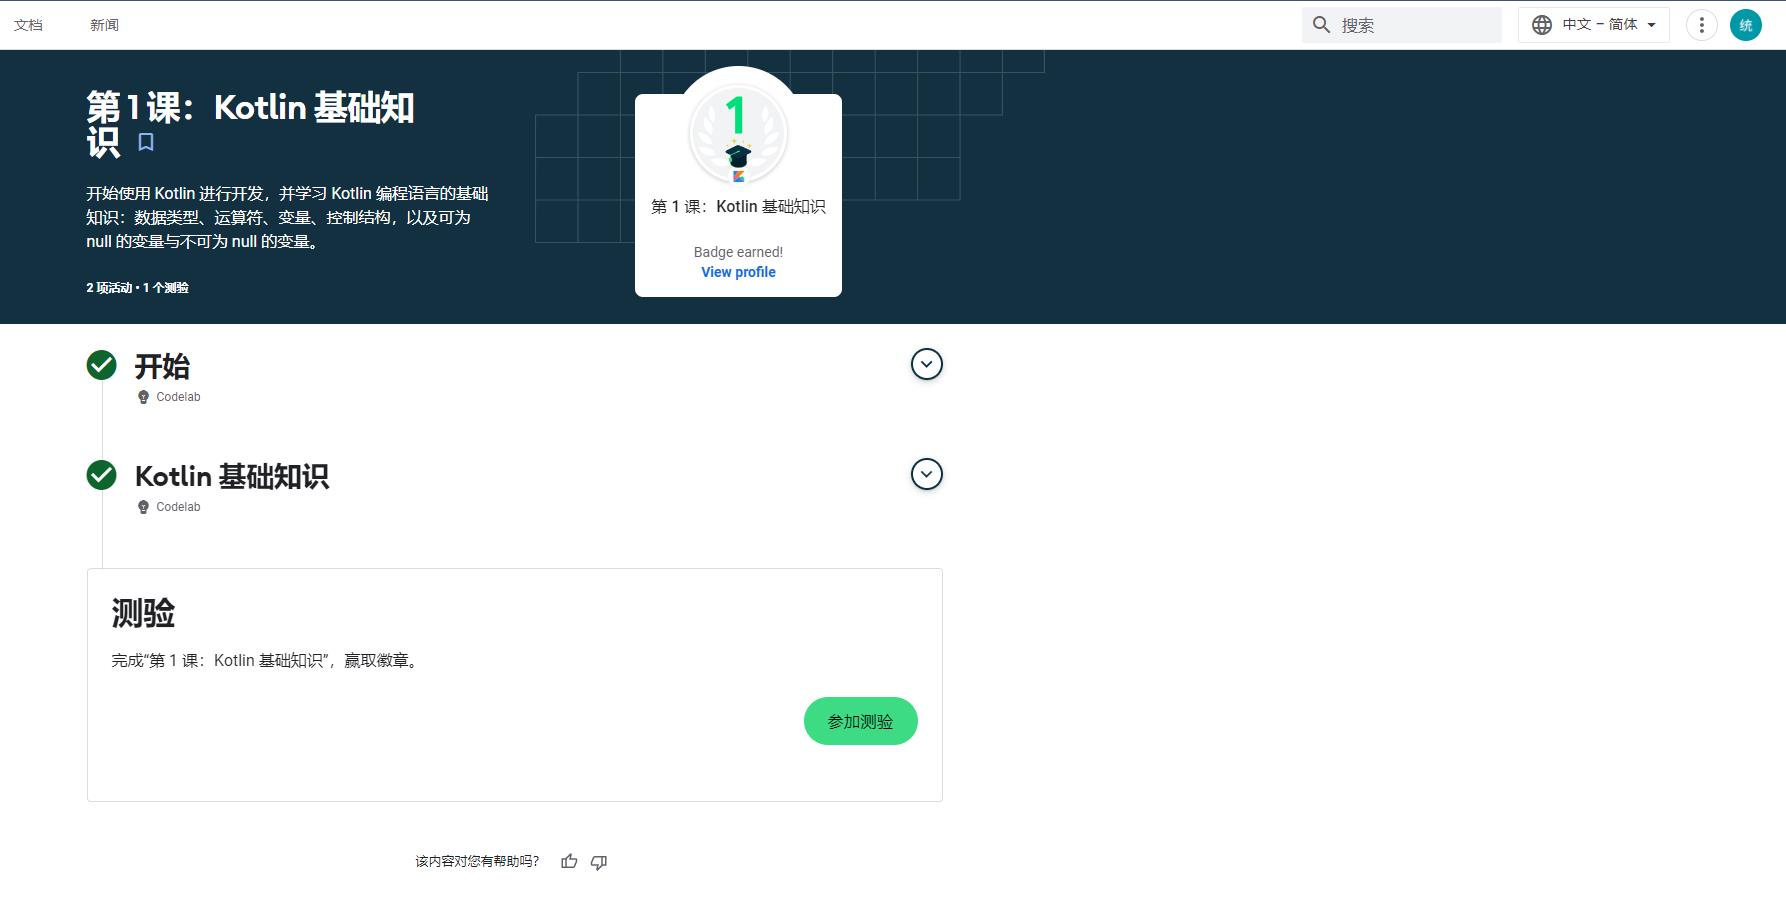 文档
新闻
搜索
中文 – 简体
统
第 1 课：Kotlin 基础知
识
开始使用 Kotlin 进行开发，并学习 Kotlin 编程语言的基础
知识：数据类型、运算符、变量、控制结构，以及可为
null 的变量与不可为 null 的变量。
2 项活动 • 1 个测验
1
第 1 课：Kotlin 基础知识
Badge earned!
View profile
开始
Codelab
Kotlin 基础知识
Codelab
测验
完成“第 1 课：Kotlin 基础知识”，赢取徽章。
参加测验
该内容对您有帮助吗？